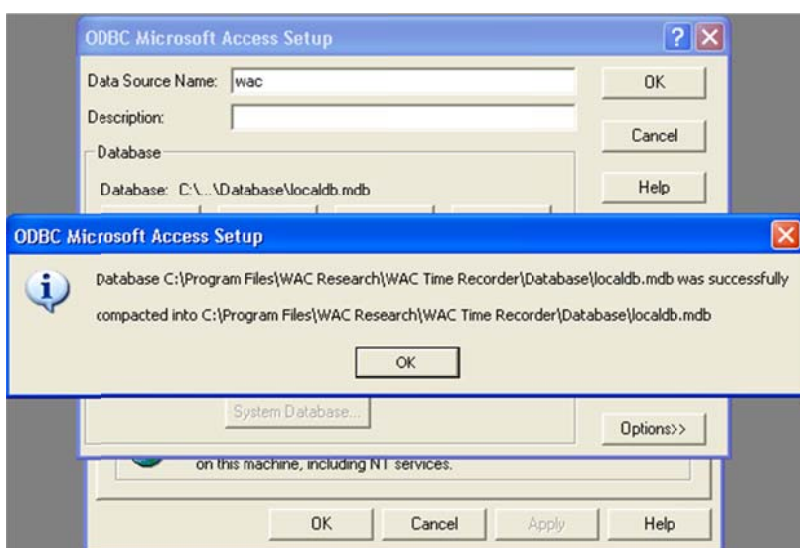 ODBC Microsoft Access Setup
Data Source Name: wac
OK
Description:
Cancel
Database
Database: C:\...\Database\localdb.mdb
Help
ODBC Microsoft Access Setup
Database C:\Program Files\WAC Research\WAC Time Recorder\Database\localdb.mdb was successfully
compacted into C:\Program Files\WAC Research\WAC Time Recorder\Database\localdb.mdb
OK
System Database...
Options>>
on this machine, including NT services.
OK
Cancel
Apply
Help